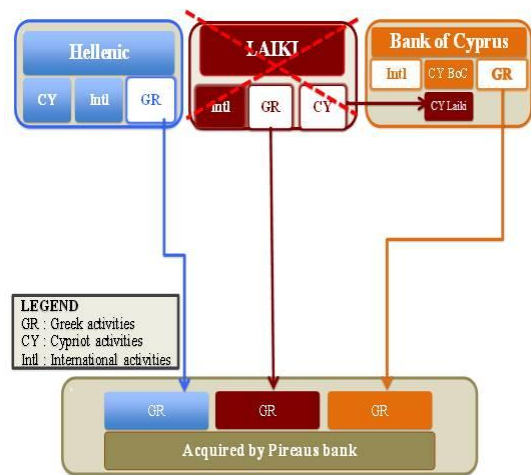 Hellenic
CY Intl GR
LAIKI
Intl GR CY
Bank of Cyprus
Intl CY BoC GR
CY Laiki
LEGEND
GR : Greek activities
CY : Cypriot activities
Intl : International activities
GR GR GR
Acquired by Pireaus bank